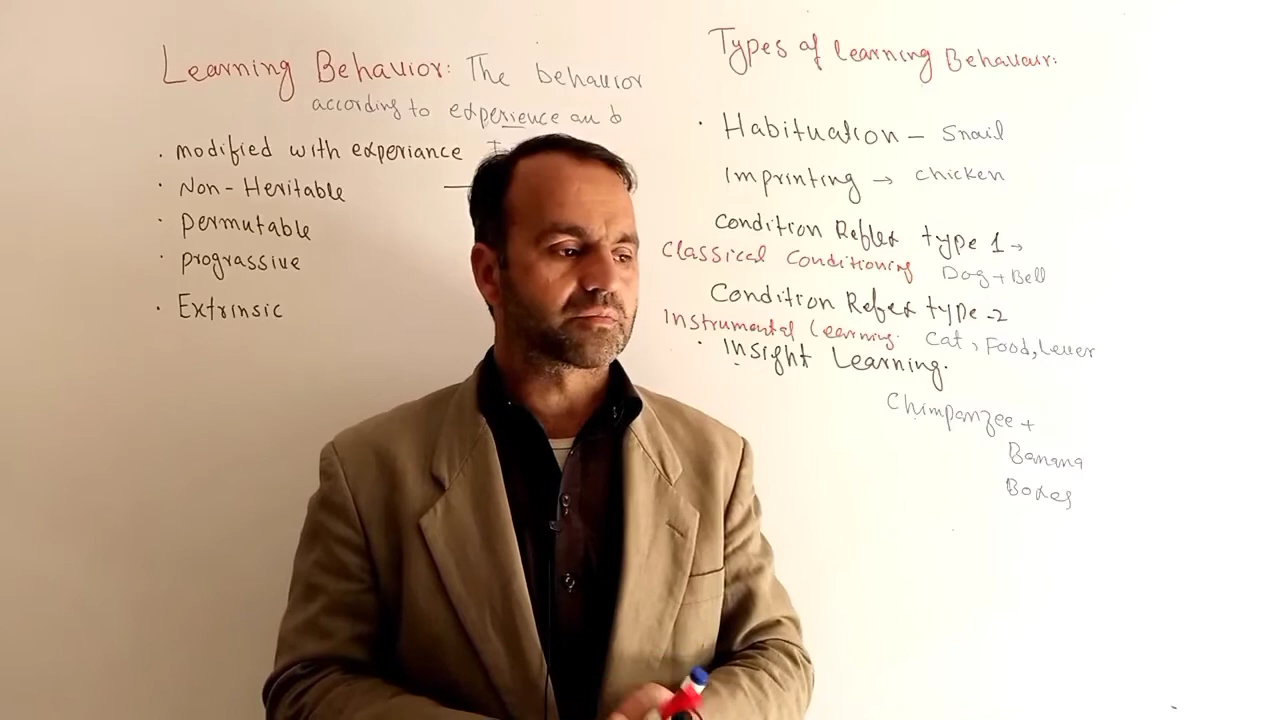 Learning Behavior: The behavior
according to experience and
. modified with experiance
. Non-Heritable
. permutable
. prograssive
. Extrinsic
Types of learning Behaviour:
. Habituation – Snail
Imprinting → chicken
Condition Reflex type 1 →
Classical Conditioning Dog + Bell
Condition Reflex type -2
Instrumental learning. Cat, Food, Lever
. Insight Learning.
Chimpanzee +
Banana
Boxes